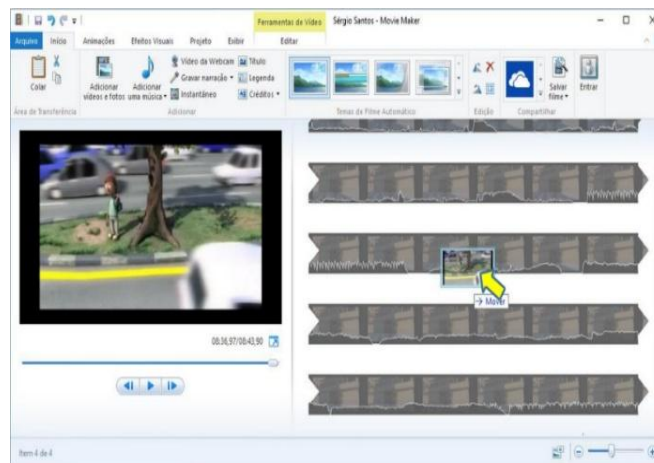 Ferramentas de Vídeo
Sérgio Santos - Movie Maker
Arquivo Início Animações Efeitos Visuais Projeto Exibir Editar
Colar
Adicionar vídeos e fotos
Adicionar uma música
Vídeo da Webcam
Gravar narração
Instantâneo
Título
Legenda
Créditos
Salvar filme
Entrar
Área de Transferência
Adicionar
Temas de Filme Automático
Edição
Compartilhar
Mover
08:36,97/08:43,90
Item 4 de 4